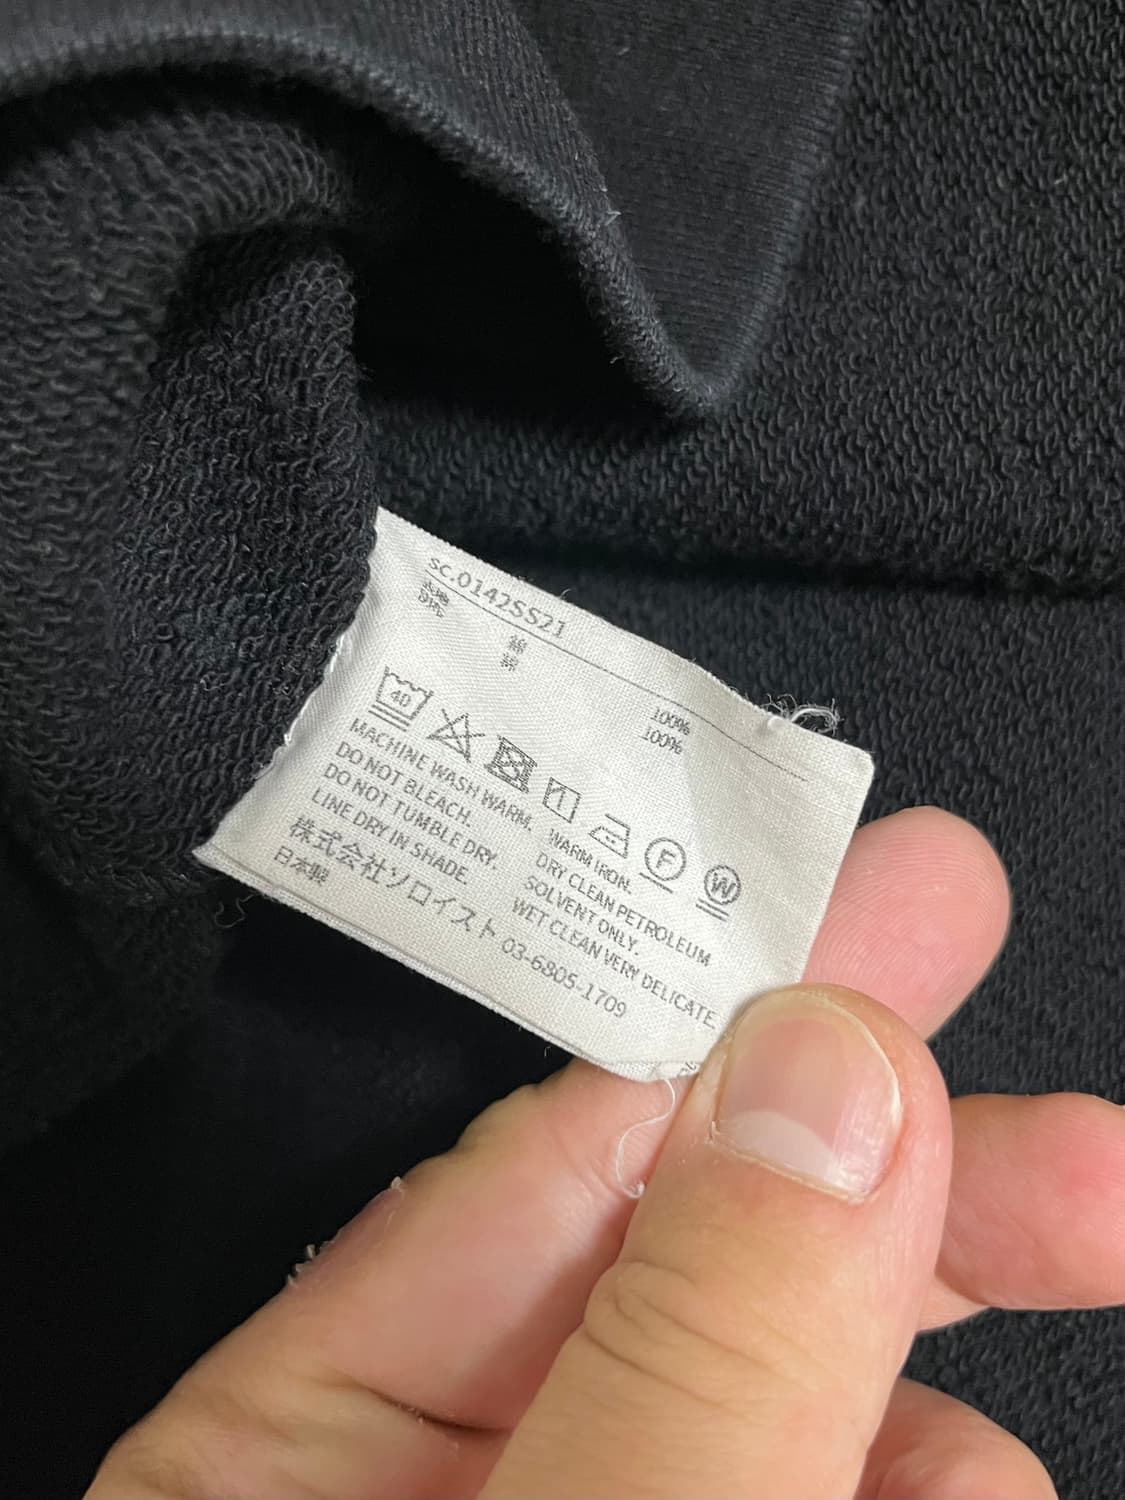 sc.0142SS21
綿 100%
綿 100%
40
MACHINE WASH WARM.
DO NOT BLEACH.
DO NOT TUMBLE DRY.
LINE DRY IN SHADE.
WARM IRON.
DRY CLEAN PETROLEUM
SOLVENT ONLY.
WET CLEAN VERY DELICATE.
F
W
株式会社ソロイスト 03-6805-1709
日本製